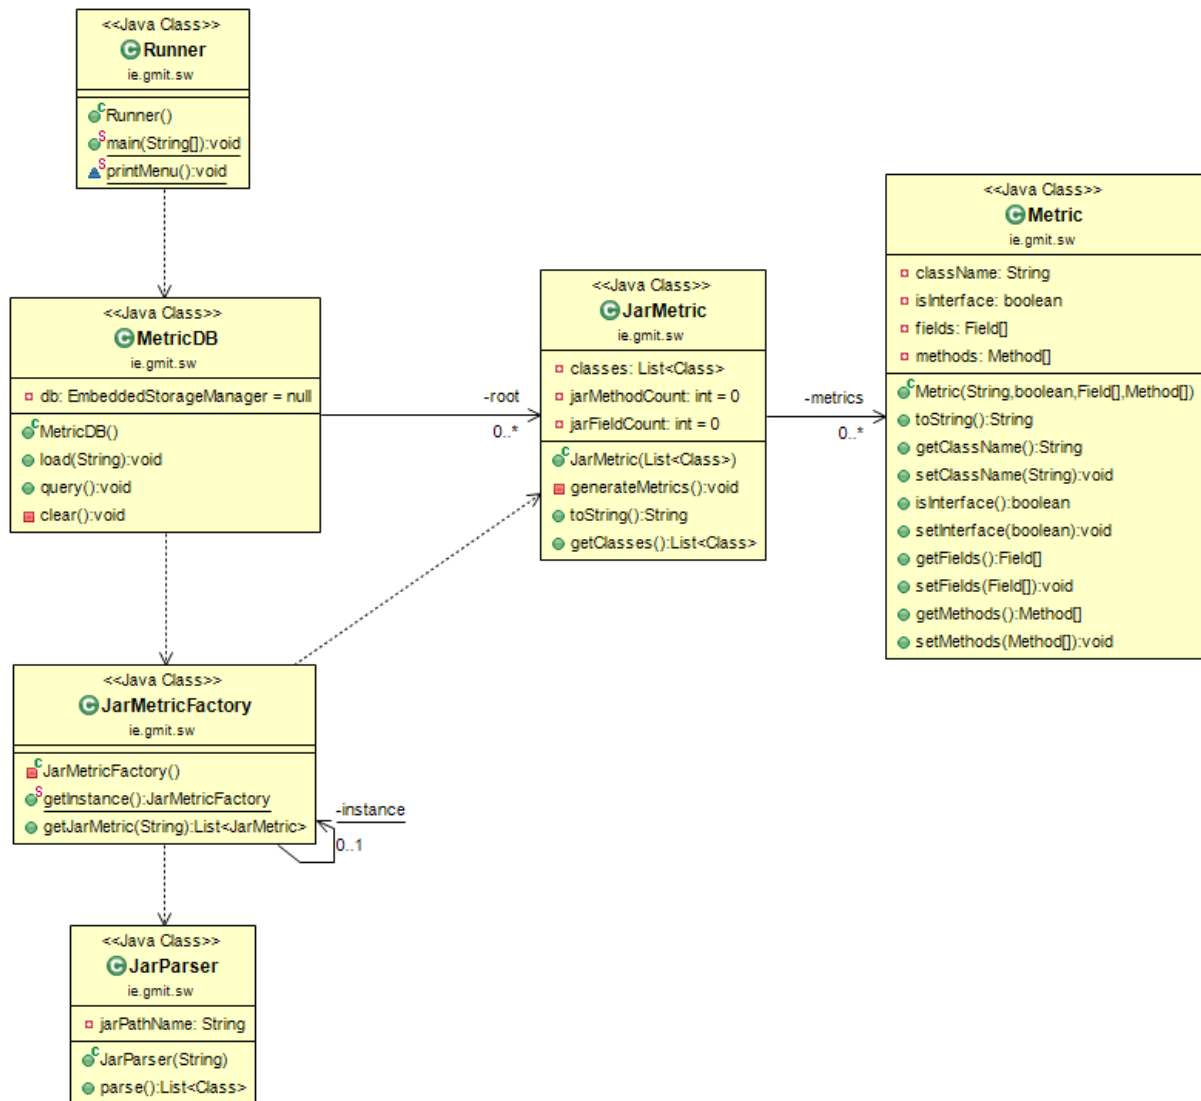 <<Java Class>>
Runner
ie.gmit.sw
Runner()
main(String[]):void
printMenu():void
<<Java Class>>
MetricDB
ie.gmit.sw
db: EmbeddedStorageManager = null
MetricDB()
load(String):void
query():void
clear():void
-root
0..*
<<Java Class>>
JarMetric
ie.gmit.sw
classes: List<Class>
jarMethodCount: int = 0
jarFieldCount: int = 0
JarMetric(List<Class>)
generateMetrics():void
toString():String
getClasses():List<Class>
-metrics
0..*
<<Java Class>>
Metric
ie.gmit.sw
className: String
isInterface: boolean
fields: Field[]
methods: Method[]
Metric(String,boolean,Field[],Method[])
toString():String
getClassName():String
setClassName(String):void
isInterface():boolean
setInterface(boolean):void
getFields():Field[]
setFields(Field[]):void
getMethods():Method[]
setMethods(Method[]):void
<<Java Class>>
JarMetricFactory
ie.gmit.sw
JarMetricFactory()
getInstance():JarMetricFactory
getJarMetric(String):List<JarMetric>
-instance
0..1
<<Java Class>>
JarParser
ie.gmit.sw
jarPathName: String
JarParser(String)
parse():List<Class>